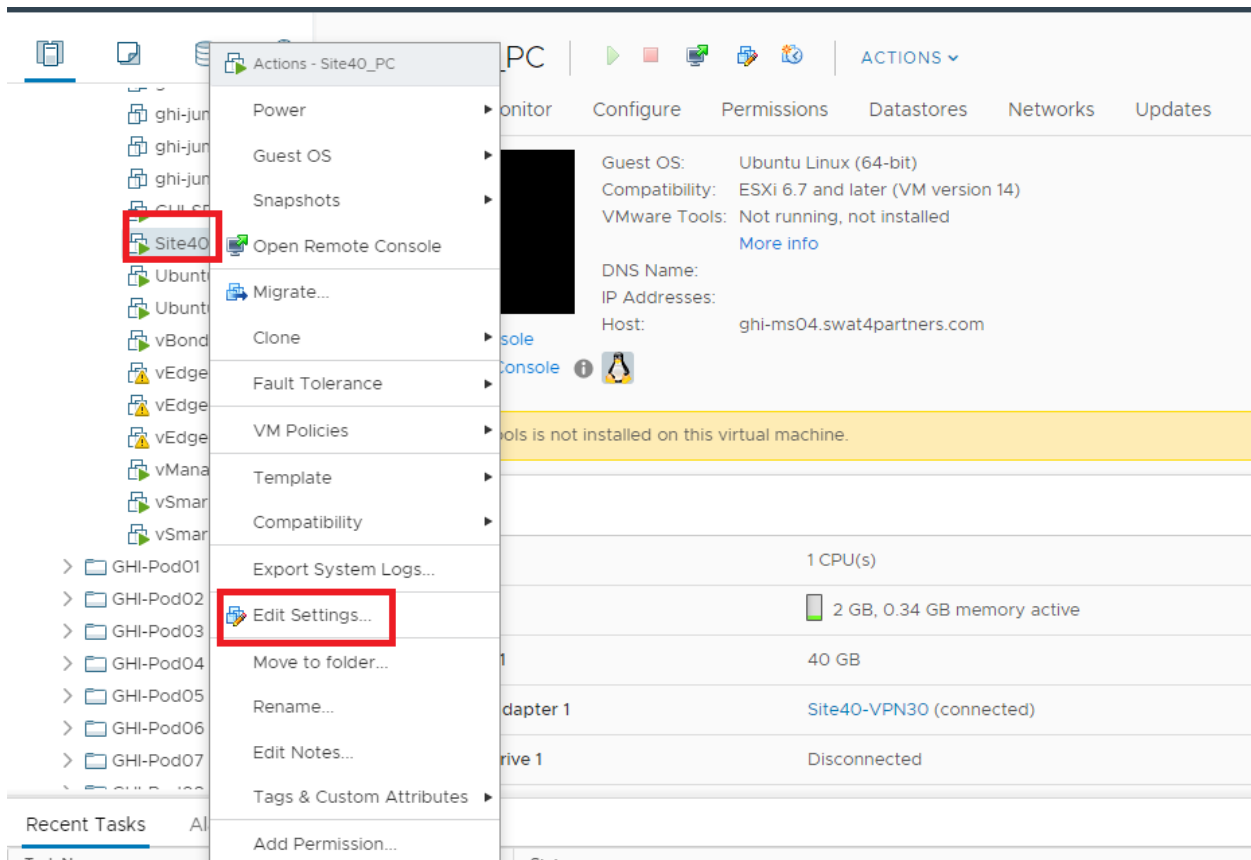 _PC
ACTIONS
onitor
Configure
Permissions
Datastores
Networks
Updates
Actions - Site40_PC
Power
Guest OS
Snapshots
Open Remote Console
Migrate...
Clone
Fault Tolerance
VM Policies
Template
Compatibility
Export System Logs...
Edit Settings...
Move to folder...
Rename...
Edit Notes...
Tags & Custom Attributes
Add Permission...
ghi-jun
ghi-jun
ghi-jun
Site40
Ubunt
Ubunt
vBond
vEdge
vEdge
vEdge
vMana
vSmar
vSmar
GHI-Pod01
GHI-Pod02
GHI-Pod03
GHI-Pod04
GHI-Pod05
GHI-Pod06
GHI-Pod07
Guest OS: Ubuntu Linux (64-bit)
Compatibility: ESXi 6.7 and later (VM version 14)
VMware Tools: Not running, not installed
More info
DNS Name:
IP Addresses:
Host: ghi-ms04.swat4partners.com
sole
Console
ools is not installed on this virtual machine.
1 CPU(s)
2 GB, 0.34 GB memory active
1 40 GB
dapter 1 Site40-VPN30 (connected)
rive 1 Disconnected
Recent Tasks
Al